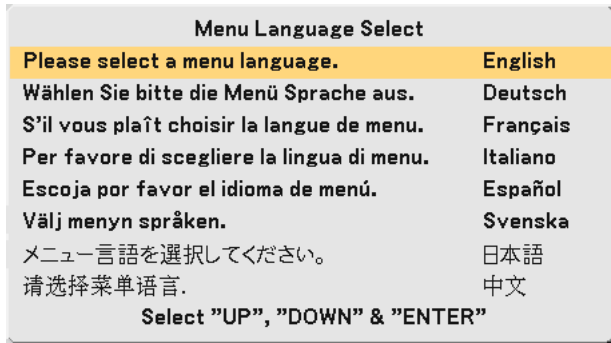 Menu Language Select
Please select a menu language. English
Wählen Sie bitte die Menü Sprache aus. Deutsch
S'il vous plaît choisir la langue de menu. Français
Per favore di scegliere la lingua di menu. Italiano
Escoja por favor el idioma de menú. Español
Välj menyn språken. Svenska
メニュー言語を選択してください。 日本語
请选择菜单语言. 中文
Select ”UP”, ”DOWN” & ”ENTER”